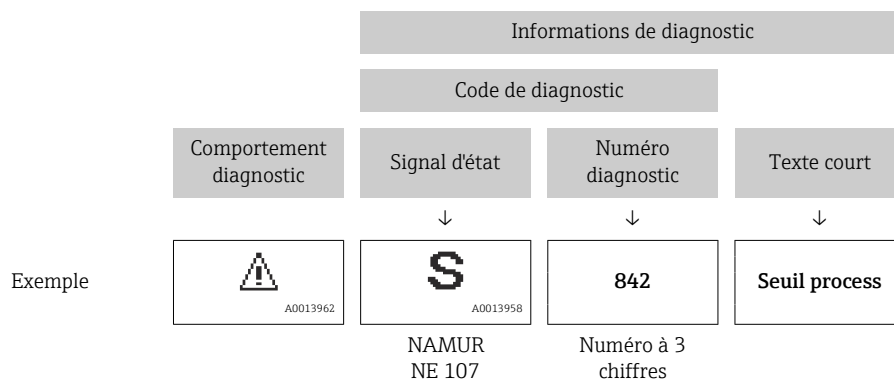 Informations de diagnostic
Code de diagnostic
Comportement
diagnostic
Signal d'état
Numéro
diagnostic
Texte court
↓ ↓ ↓
Exemple
A0013962
S
A0013958
842
Seuil process
NAMUR
NE 107
Numéro à 3
chiffres